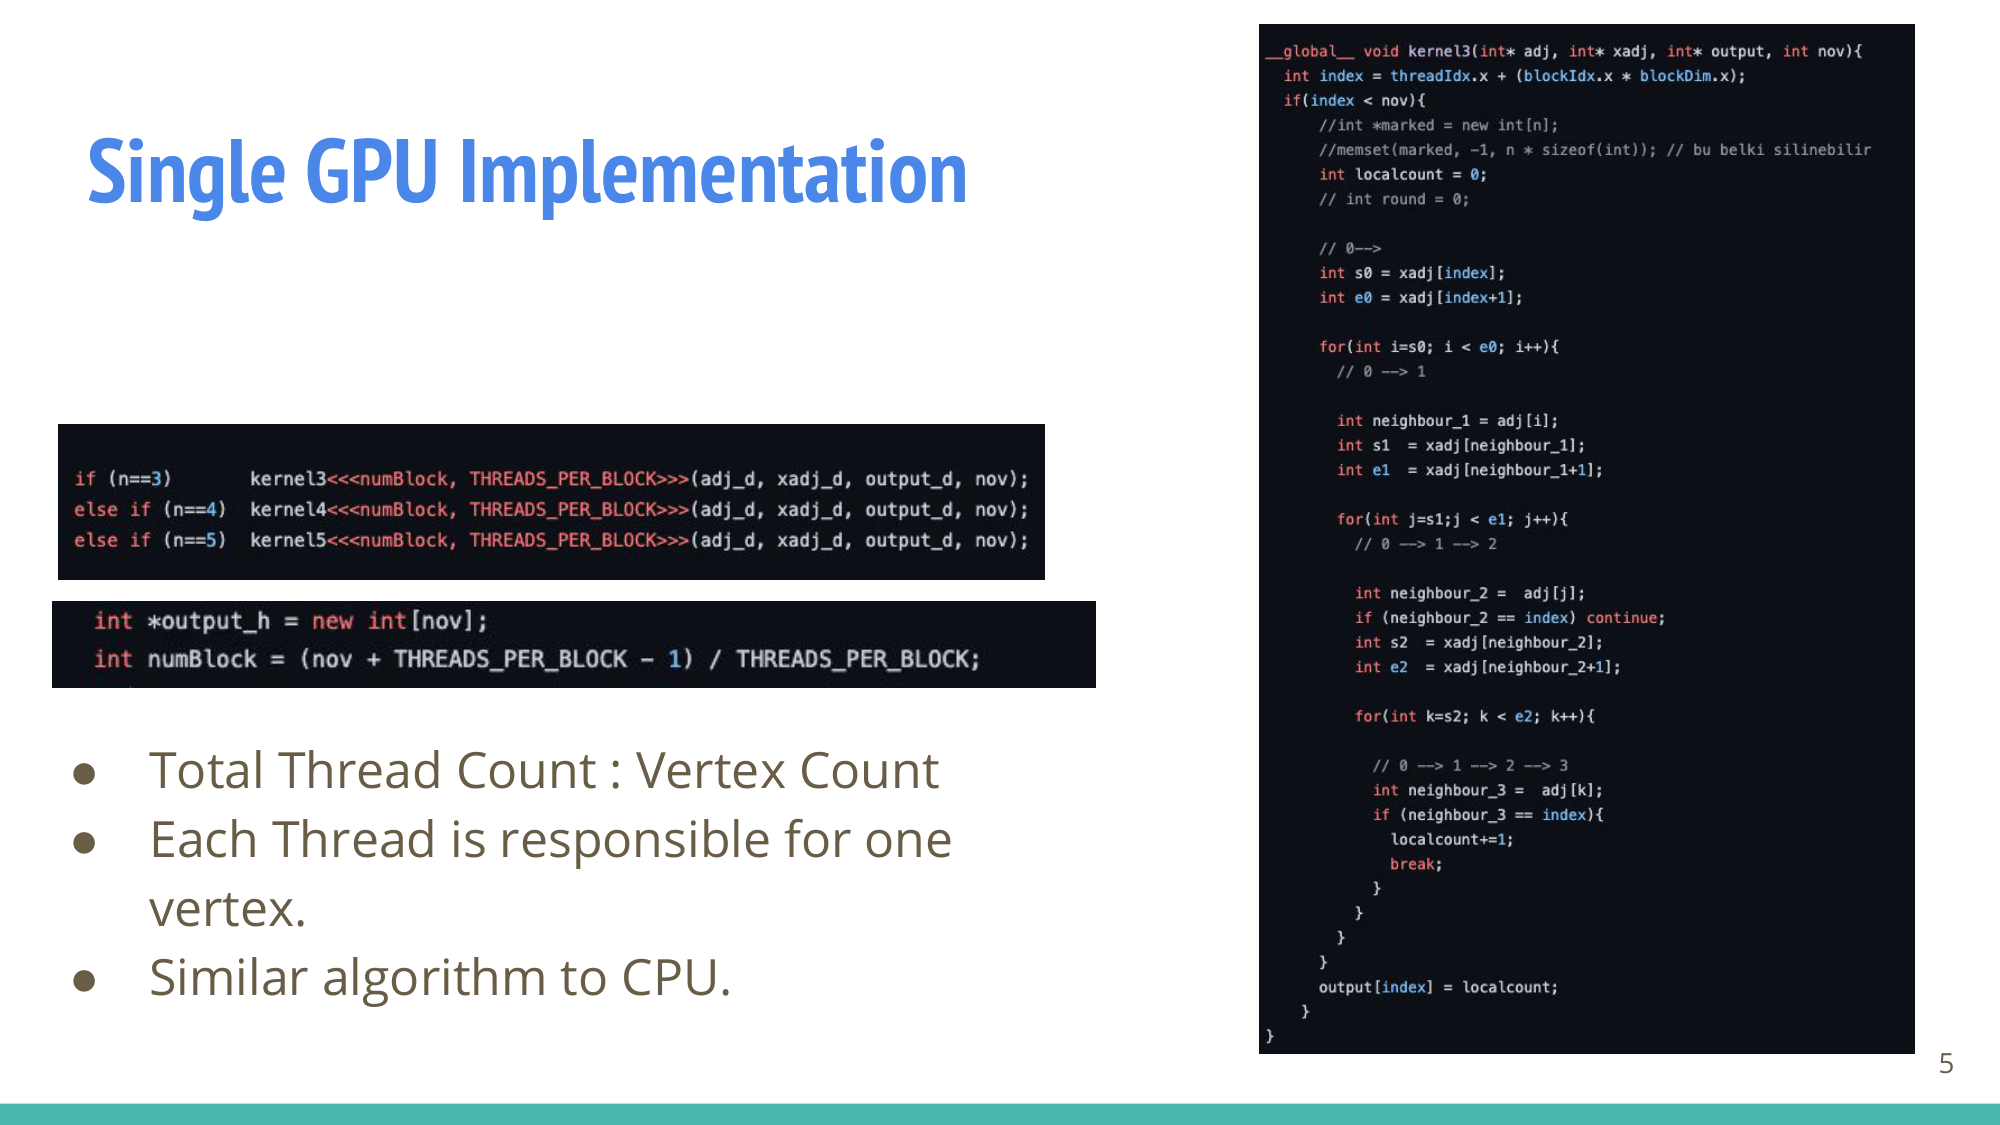 Single GPU Implementation
if (n==3)       kernel3<<<numBlock, THREADS_PER_BLOCK>>>(adj_d, xadj_d, output_d, nov);
else if (n==4)  kernel4<<<numBlock, THREADS_PER_BLOCK>>>(adj_d, xadj_d, output_d, nov);
else if (n==5)  kernel5<<<numBlock, THREADS_PER_BLOCK>>>(adj_d, xadj_d, output_d, nov);
int *output_h = new int[nov];
int numBlock = (nov + THREADS_PER_BLOCK - 1) / THREADS_PER_BLOCK;
● Total Thread Count : Vertex Count
● Each Thread is responsible for one
vertex.
● Similar algorithm to CPU.
__global__ void kernel3(int* adj, int* xadj, int* output, int nov){
int index = threadIdx.x + (blockIdx.x * blockDim.x);
if(index < nov){
//int *marked = new int[n];
//memset(marked, -1, n * sizeof(int)); // bu belki silinebilir
int localcount = 0;
// int round = 0;
// 0-->
int s0 = xadj[index];
int e0 = xadj[index+1];
for(int i=s0; i < e0; i++){
// 0 --> 1
int neighbour_1 = adj[i];
int s1  = xadj[neighbour_1];
int e1  = xadj[neighbour_1+1];
for(int j=s1;j < e1; j++){
// 0 --> 1 --> 2
int neighbour_2 =  adj[j];
if (neighbour_2 == index) continue;
int s2  = xadj[neighbour_2];
int e2  = xadj[neighbour_2+1];
for(int k=s2; k < e2; k++){
// 0 --> 1 --> 2 --> 3
int neighbour_3 =  adj[k];
if (neighbour_3 == index){
localcount+=1;
break;
}
}
}
}
output[index] = localcount;
}
}
5